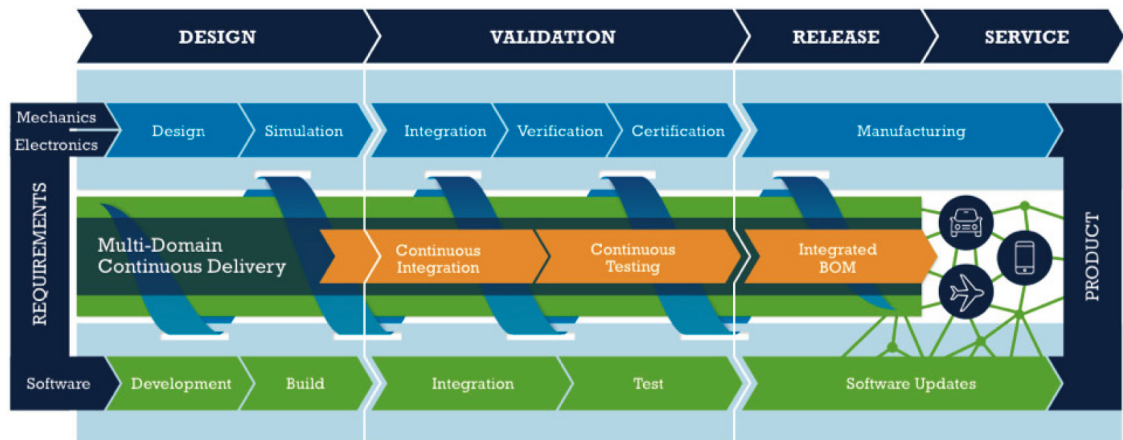 DESIGN
VALIDATION
RELEASE
SERVICE
Mechanics
Electronics
Design
Simulation
Integration
Verification
Certification
Manufacturing
REQUIREMENTS
Multi-Domain
Continuous Delivery
Continuous
Integration
Continuous
Testing
Integrated
BOM
PRODUCT
Software
Development
Build
Integration
Test
Software Updates